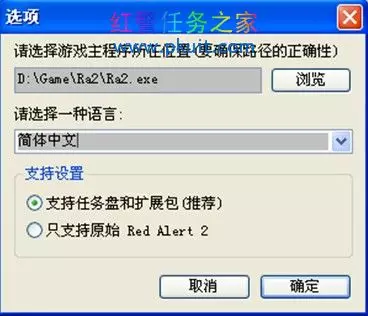 选项
红警任务之家
请选择游戏主程序所在位置(要确保路径的正确性)
D:\Game\Ra2\Ra2.exe
浏览
请选择一种语言:
简体中文
支持设置
支持任务盘和扩展包(推荐)
只支持原始 Red Alert 2
取消
确定